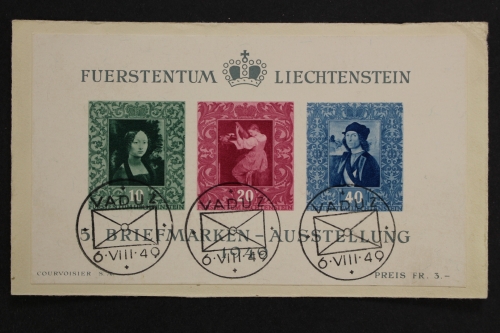 FUERSTENTUM LIECHTENSTEIN
10 20 40
VADUZ VADUZ VADUZ
5. BRIEFMARKEN-AUSSTELLUNG
1949
6·VIII·49 6·VIII·49 6·VIII·49
COURVOISIER
PREIS FR. 3.–